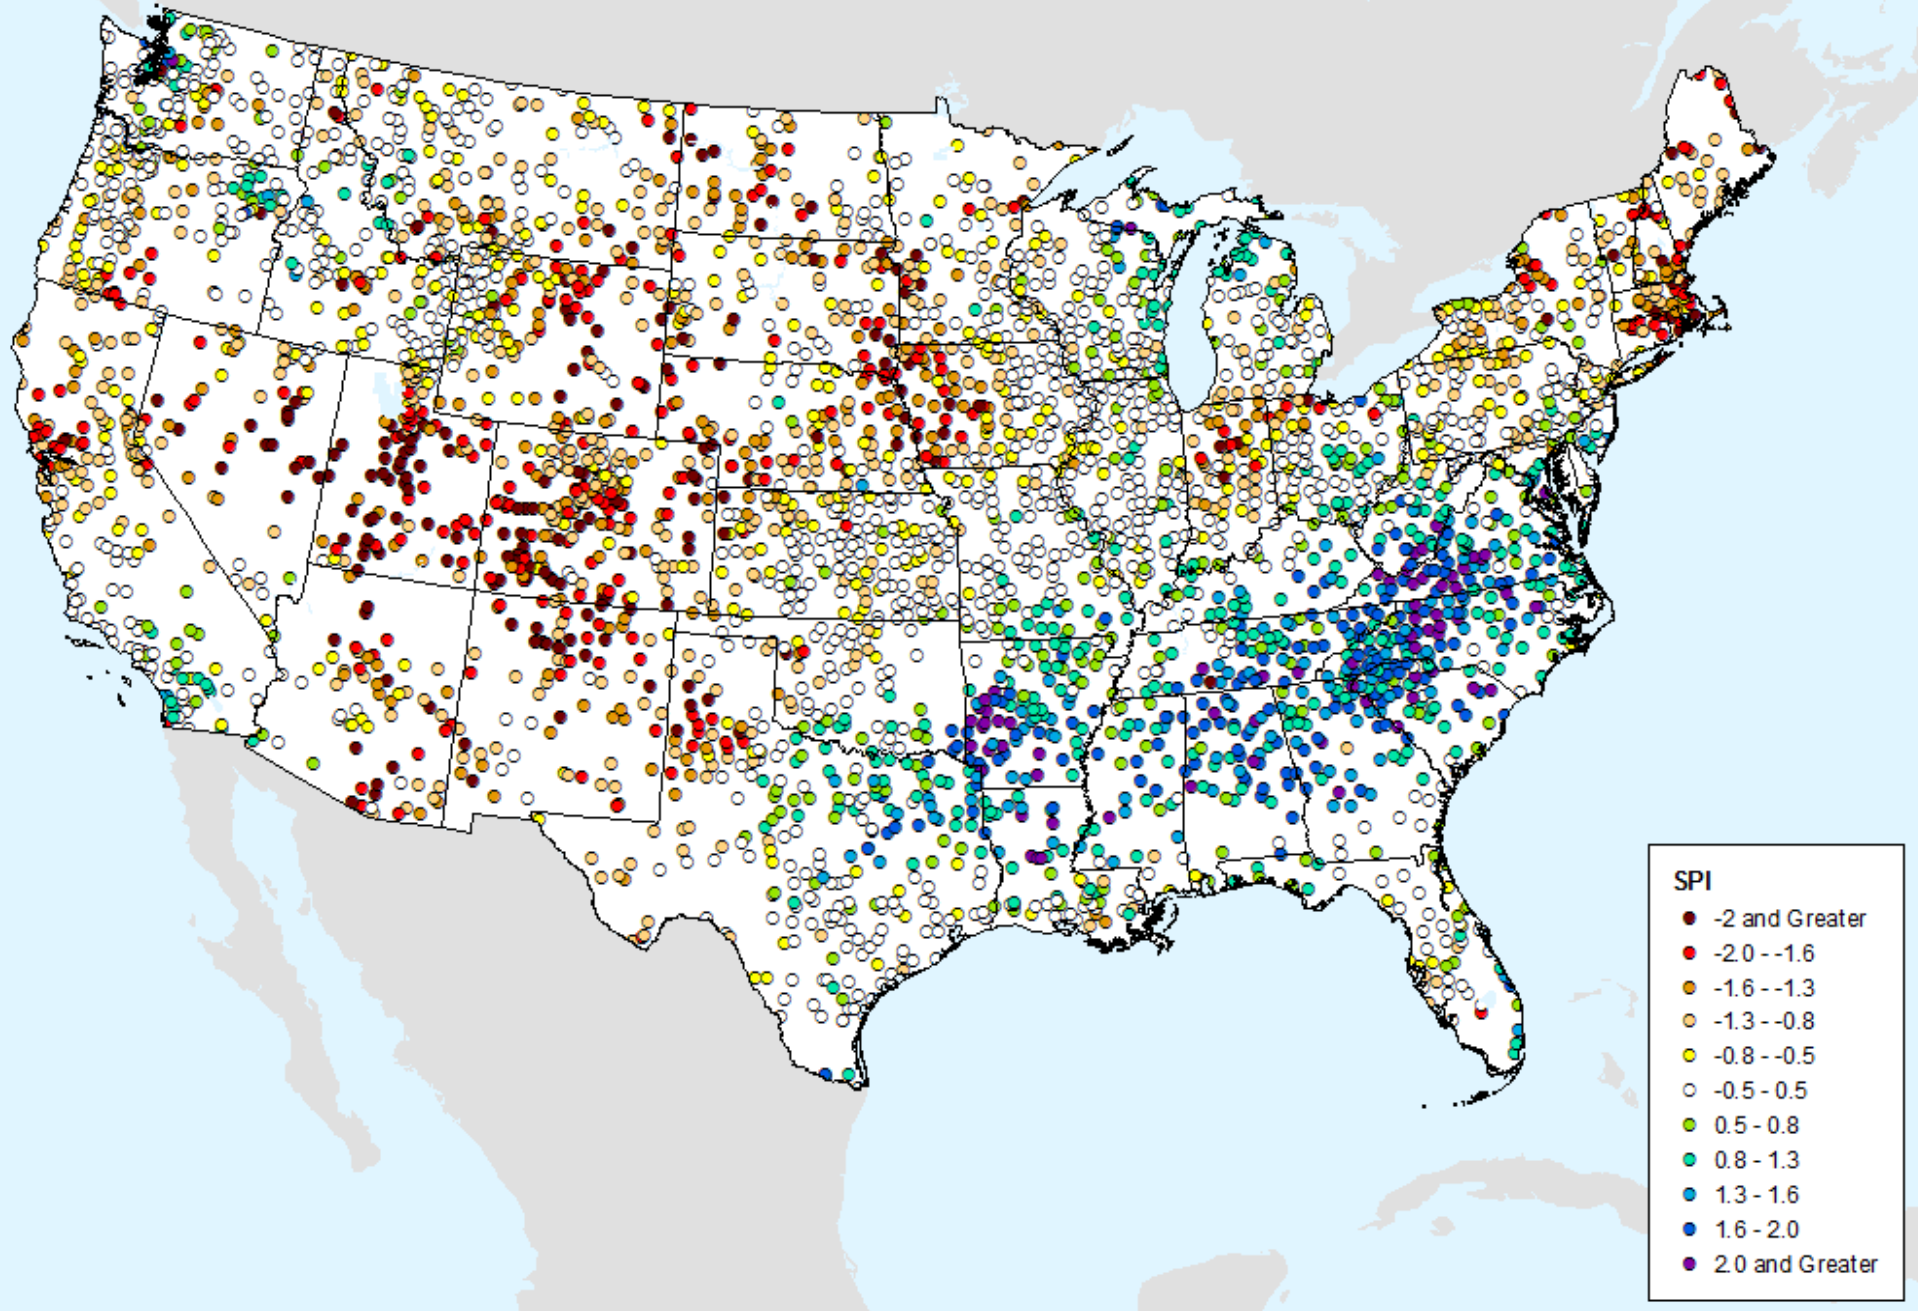 SPI
-2 and Greater
-2.0 - -1.6
-1.6 - -1.3
-1.3 - -0.8
-0.8 - -0.5
-0.5 - 0.5
0.5 - 0.8
0.8 - 1.3
1.3 - 1.6
1.6 - 2.0
2.0 and Greater